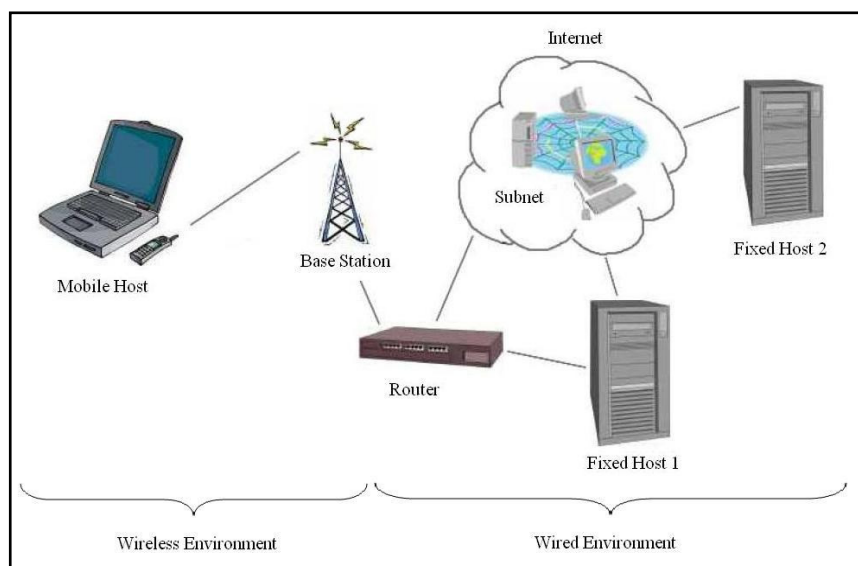 Internet
Subnet
Fixed Host 2
Mobile Host
Base Station
Router
Fixed Host 1
Wireless Environment
Wired Environment